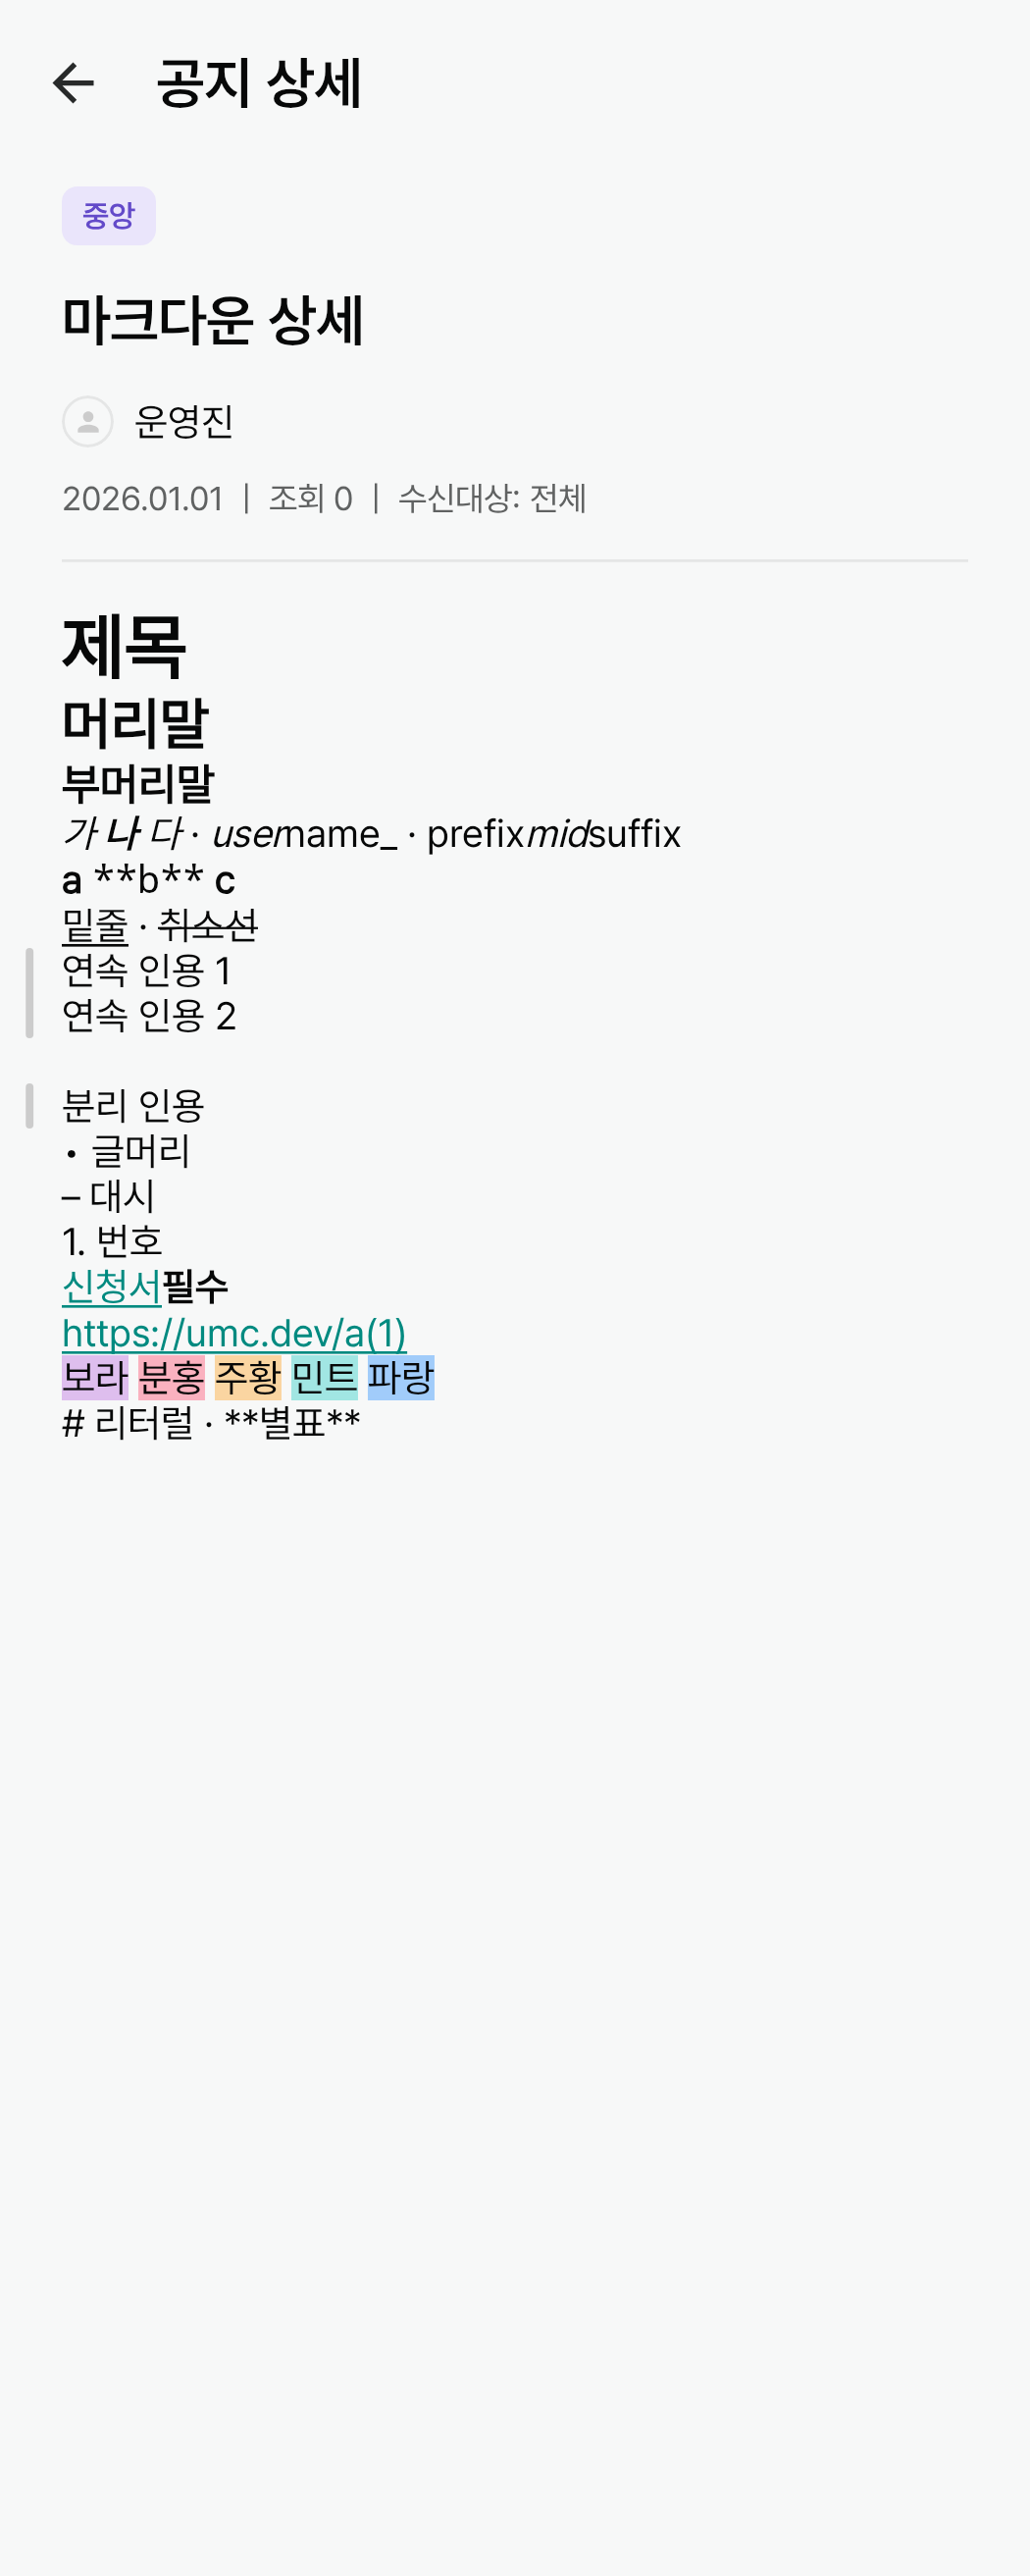 공지 상세
중앙
마크다운 상세
운영진
2026.01.01 | 조회 0 | 수신대상: 전체
제목
머리말
부머리말
가 나 다 · username_ · prefixmidsuffix
a **b** c
밑줄 · 취소선
연속 인용 1
연속 인용 2
분리 인용
• 글머리
– 대시
1. 번호
신청서필수
https://umc.dev/a(1)
보라 분홍 주황 민트 파랑
# 리터럴 · **별표**